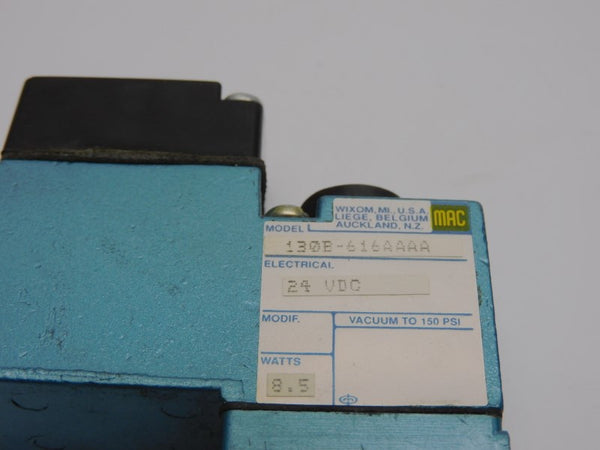 WIXOM, MI., U.S.A.
LIEGE, BELGIUM
AUCKLAND, N.Z.
MAC
MODEL
130B-616AAAA
ELECTRICAL
24 VDC
MODIF.
VACUUM TO 150 PSI
WATTS
8.5